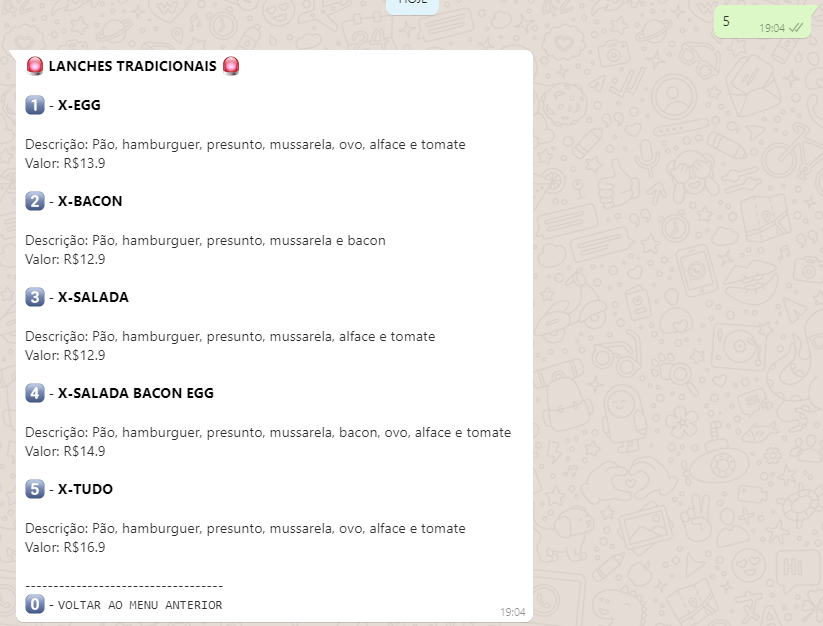 HOJE
5
19:04
LANCHES TRADICIONAIS
1 - X-EGG
Descrição: Pão, hamburguer, presunto, mussarela, ovo, alface e tomate
Valor: R$13.9
2 - X-BACON
Descrição: Pão, hamburguer, presunto, mussarela e bacon
Valor: R$12.9
3 - X-SALADA
Descrição: Pão, hamburguer, presunto, mussarela, alface e tomate
Valor: R$12.9
4 - X-SALADA BACON EGG
Descrição: Pão, hamburguer, presunto, mussarela, bacon, ovo, alface e tomate
Valor: R$14.9
5 - X-TUDO
Descrição: Pão, hamburguer, presunto, mussarela, ovo, alface e tomate
Valor: R$16.9
-----------------------------------
0 - VOLTAR AO MENU ANTERIOR
19:04